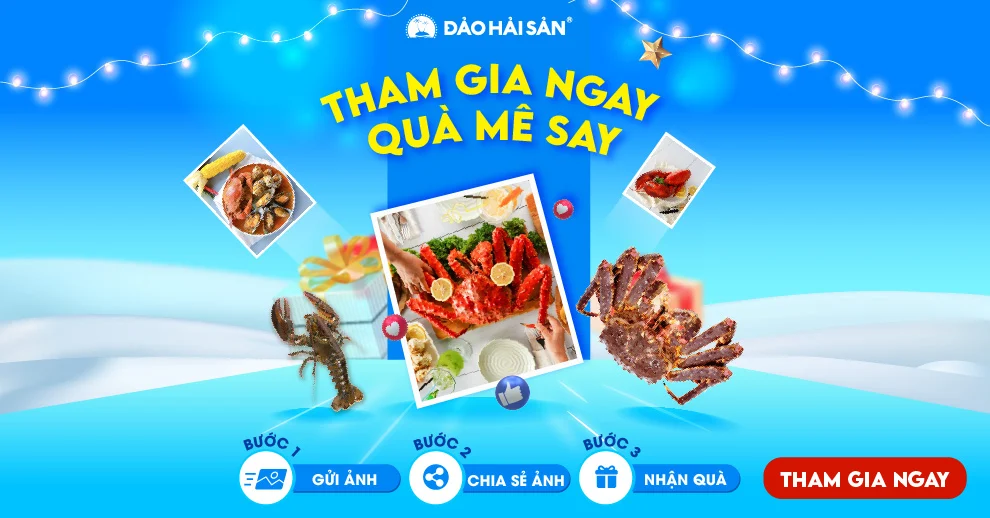 ĐẢO HẢI SẢN®
THAM GIA NGAY
QUÀ MÊ SAY
BƯỚC 1
GỬI ẢNH
BƯỚC 2
CHIA SẺ ẢNH
BƯỚC 3
NHẬN QUÀ
THAM GIA NGAY